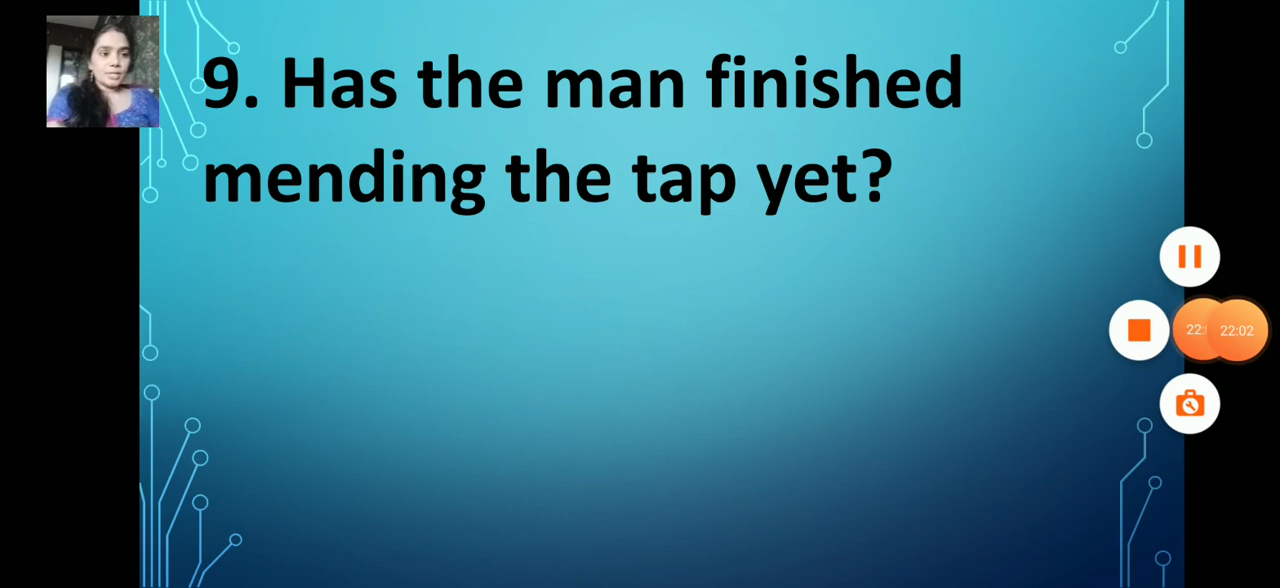 9. Has the man finished
mending the tap yet?
22:02